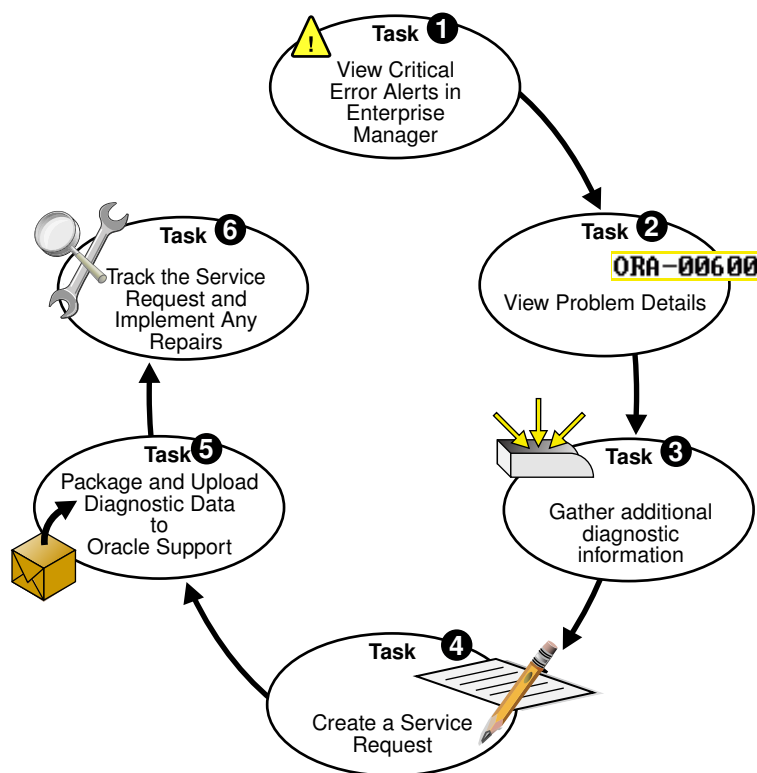 Task 1
View Critical
Error Alerts in
Enterprise
Manager
Task 2
ORA-00600
View Problem Details
Task 3
Gather additional
diagnostic
information
Task 4
Create a Service
Request
Task 5
Package and Upload
Diagnostic Data
to
Oracle Support
Task 6
Track the Service
Request and
Implement Any
Repairs